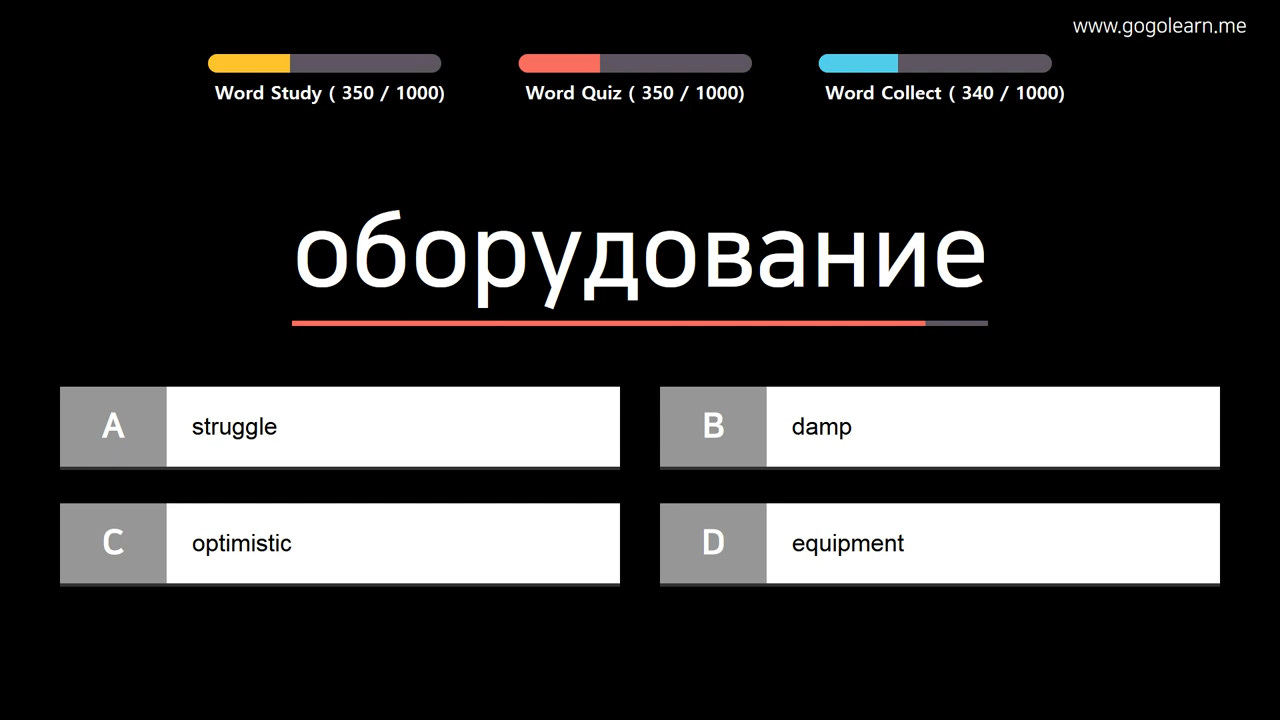 www.gogolearn.me
Word Study ( 350 / 1000)
Word Quiz ( 350 / 1000)
Word Collect ( 340 / 1000)
оборудование
A struggle
B damp
C optimistic
D equipment